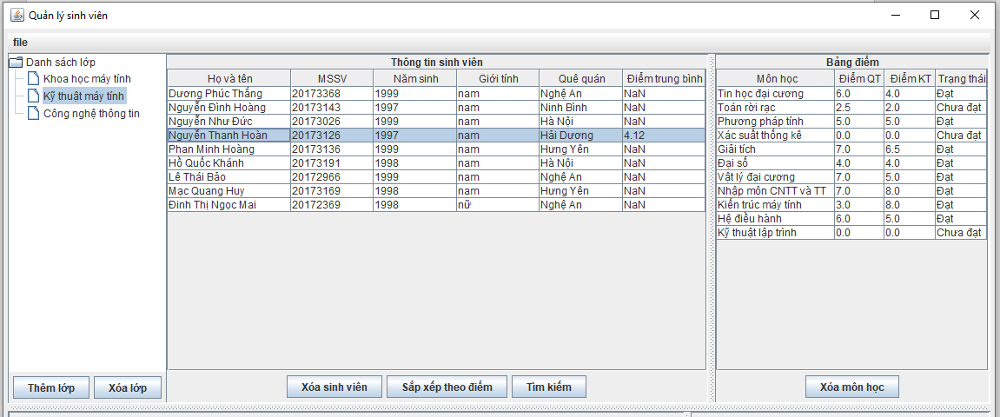 Quản lý sinh viên
file
Danh sách lớp
Khoa học máy tính
Kỹ thuật máy tính
Công nghệ thông tin
Thêm lớp Xóa lớp
Thông tin sinh viên
Họ và tên MSSV Năm sinh Giới tính Quê quán Điểm trung bình
Dương Phúc Thắng 20173368 1999 nam Nghệ An NaN
Nguyễn Đình Hoàng 20173143 1997 nam Ninh Bình NaN
Nguyễn Như Đức 20173026 1999 nam Hà Nội NaN
Nguyễn Thanh Hoàn 20173126 1997 nam Hải Dương 4.12
Phan Minh Hoàng 20173136 1999 nam Hưng Yên NaN
Hồ Quốc Khánh 20173191 1998 nam Hà Nội NaN
Lê Thái Bảo 20172966 1999 nam Nghệ An NaN
Mạc Quang Huy 20173169 1998 nam Hưng Yên NaN
Đinh Thị Ngọc Mai 20172369 1998 nữ Nghệ An NaN
Xóa sinh viên Sắp xếp theo điểm Tìm kiếm
Bảng điểm
Môn học Điểm QT Điểm KT Trạng thái
Tin học đại cương 6.0 4.0 Đạt
Toán rời rạc 2.5 2.0 Chưa đạt
Phương pháp tính 5.0 5.0 Đạt
Xác suất thống kê 0.0 0.0 Chưa đạt
Giải tích 7.0 6.5 Đạt
Đại số 4.0 4.0 Đạt
Vật lý đại cương 7.0 5.0 Đạt
Nhập môn CNTT và TT 7.0 8.0 Đạt
Kiến trúc máy tính 3.0 8.0 Đạt
Hệ điều hành 6.0 5.0 Đạt
Kỹ thuật lập trình 0.0 0.0 Chưa đạt
Xóa môn học